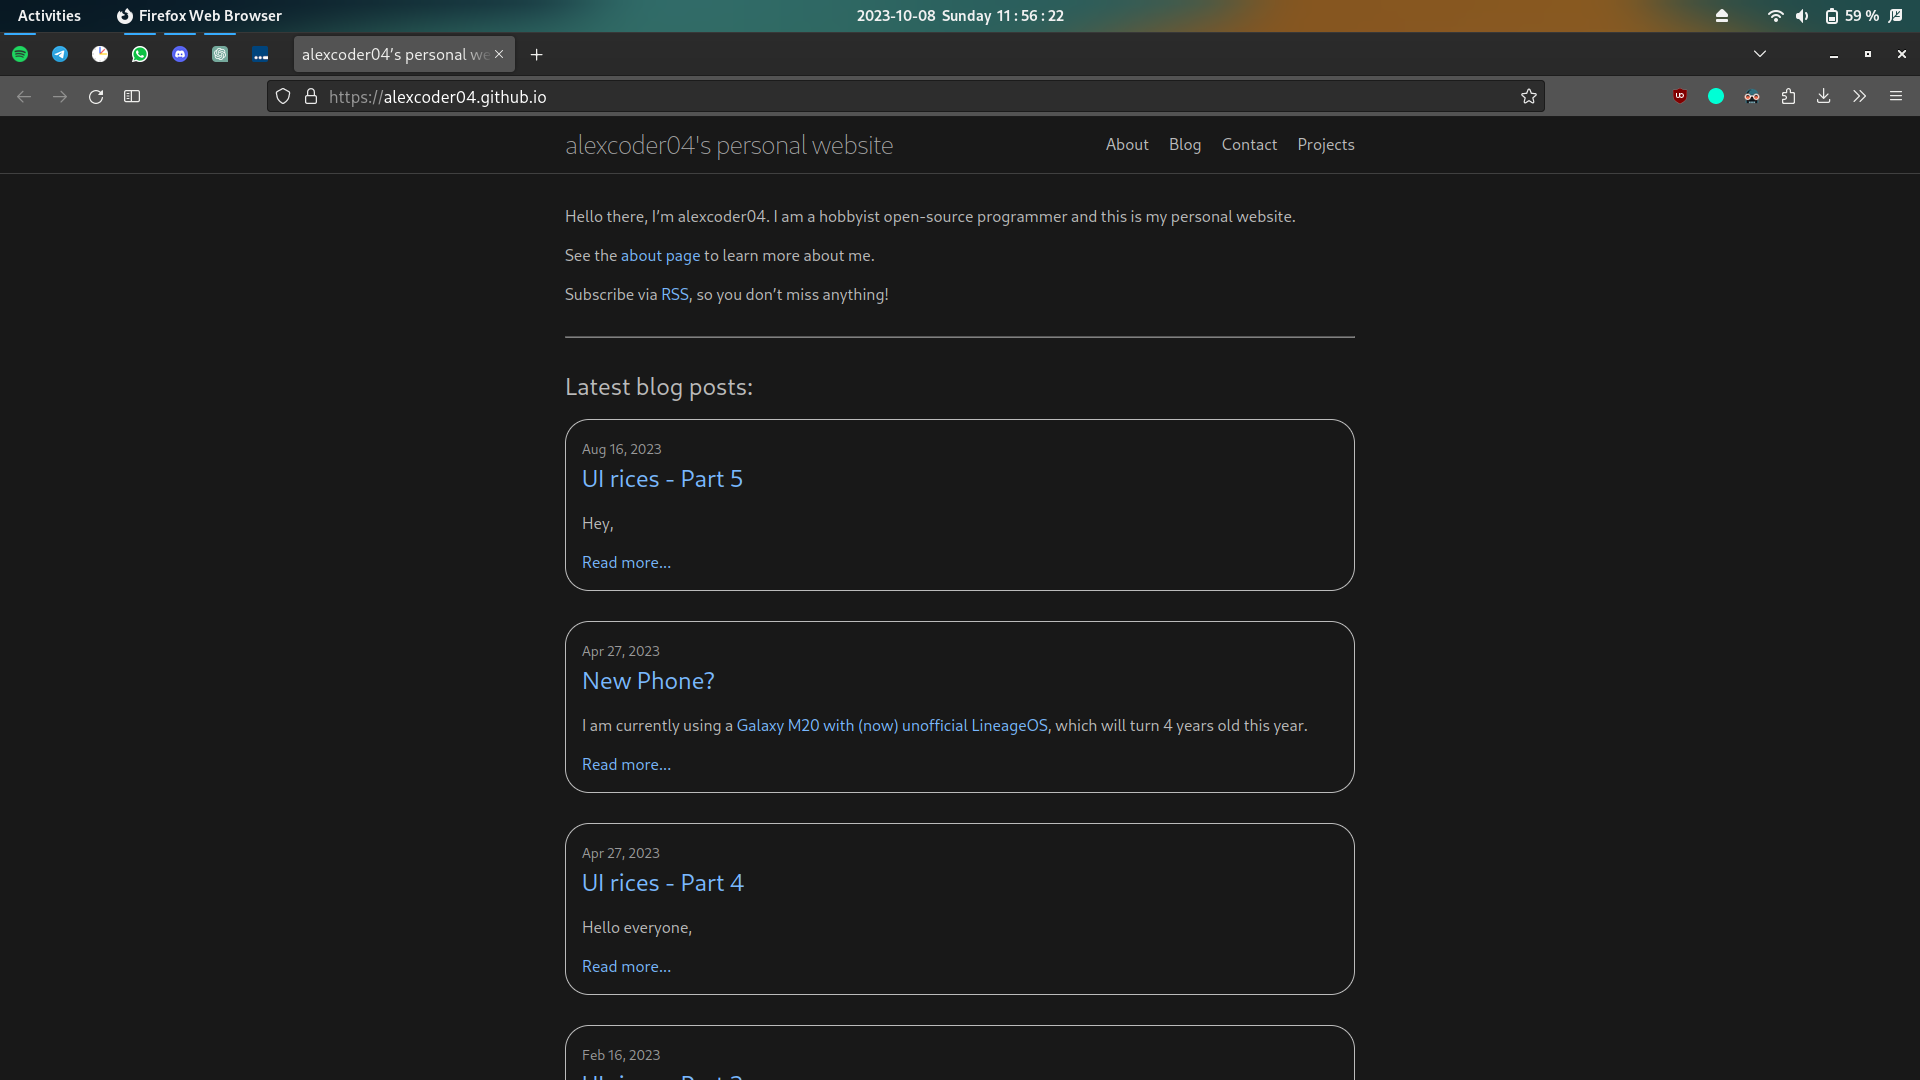 Activities
Firefox Web Browser
2023-10-08 Sunday 11:56:22
59 %
alexcoder04's personal we
https://alexcoder04.github.io
alexcoder04's personal website
About Blog Contact Projects
Hello there, I’m alexcoder04. I am a hobbyist open-source programmer and this is my personal website.
See the about page to learn more about me.
Subscribe via RSS, so you don’t miss anything!
Latest blog posts:
Aug 16, 2023
UI rices - Part 5
Hey,
Read more...
Apr 27, 2023
New Phone?
I am currently using a Galaxy M20 with (now) unofficial LineageOS, which will turn 4 years old this year.
Read more...
Apr 27, 2023
UI rices - Part 4
Hello everyone,
Read more...
Feb 16, 2023